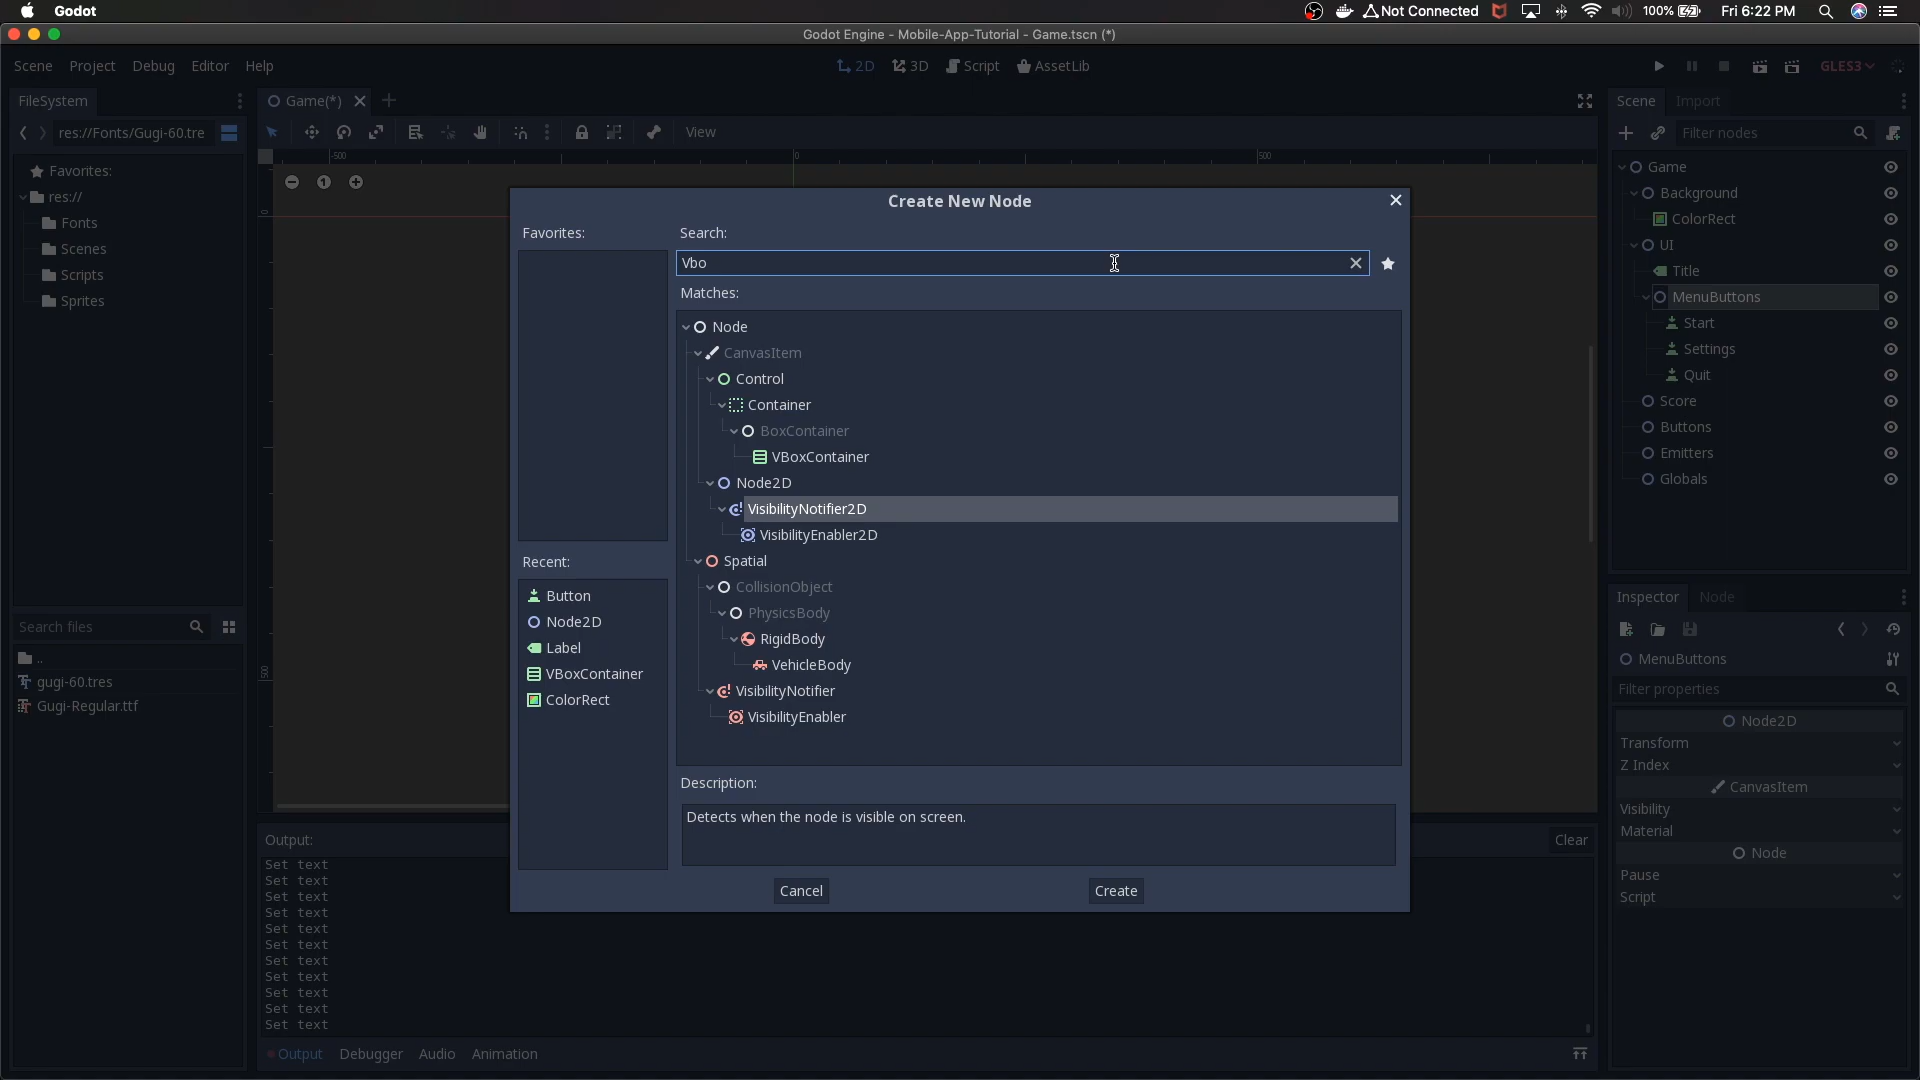 Godot
Not Connected
100%
Fri 6:22 PM
Godot Engine - Mobile-App-Tutorial - Game.tscn (*)
Scene Project Debug Editor Help
2D 3D Script AssetLib
GLES3
FileSystem
Game(*)
Scene Import
res://Fonts/Gugi-60.tre
View
Filter nodes
-500
0
500
0
500
Favorites:
res://
Fonts
Scenes
Scripts
Sprites
Search files
..
gugi-60.tres
Gugi-Regular.ttf
1
Create New Node
Favorites:
Search:
Vbo
Matches:
Node
CanvasItem
Control
Container
BoxContainer
VBoxContainer
Node2D
VisibilityNotifier2D
VisibilityEnabler2D
Spatial
CollisionObject
PhysicsBody
RigidBody
VehicleBody
VisibilityNotifier
VisibilityEnabler
Recent:
Button
Node2D
Label
VBoxContainer
ColorRect
Description:
Detects when the node is visible on screen.
Cancel
Create
Game
Background
ColorRect
UI
Title
MenuButtons
Start
Settings
Quit
Score
Buttons
Emitters
Globals
Inspector Node
MenuButtons
Filter properties
Node2D
Transform
Z Index
CanvasItem
Visibility
Material
Node
Pause
Script
Output:
Clear
Set text
Set text
Set text
Set text
Set text
Set text
Set text
Set text
Set text
Set text
Set text
Output Debugger Audio Animation